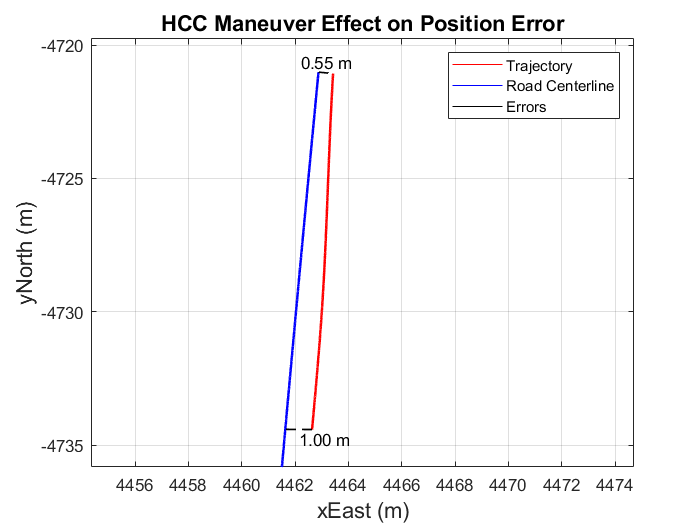 HCC Maneuver Effect on Position Error
-4720
-4725
-4730
-4735
yNorth (m)
0.55 m
1.00 m
Trajectory
Road Centerline
Errors
4456 4458 4460 4462 4464 4466 4468 4470 4472 4474
xEast (m)